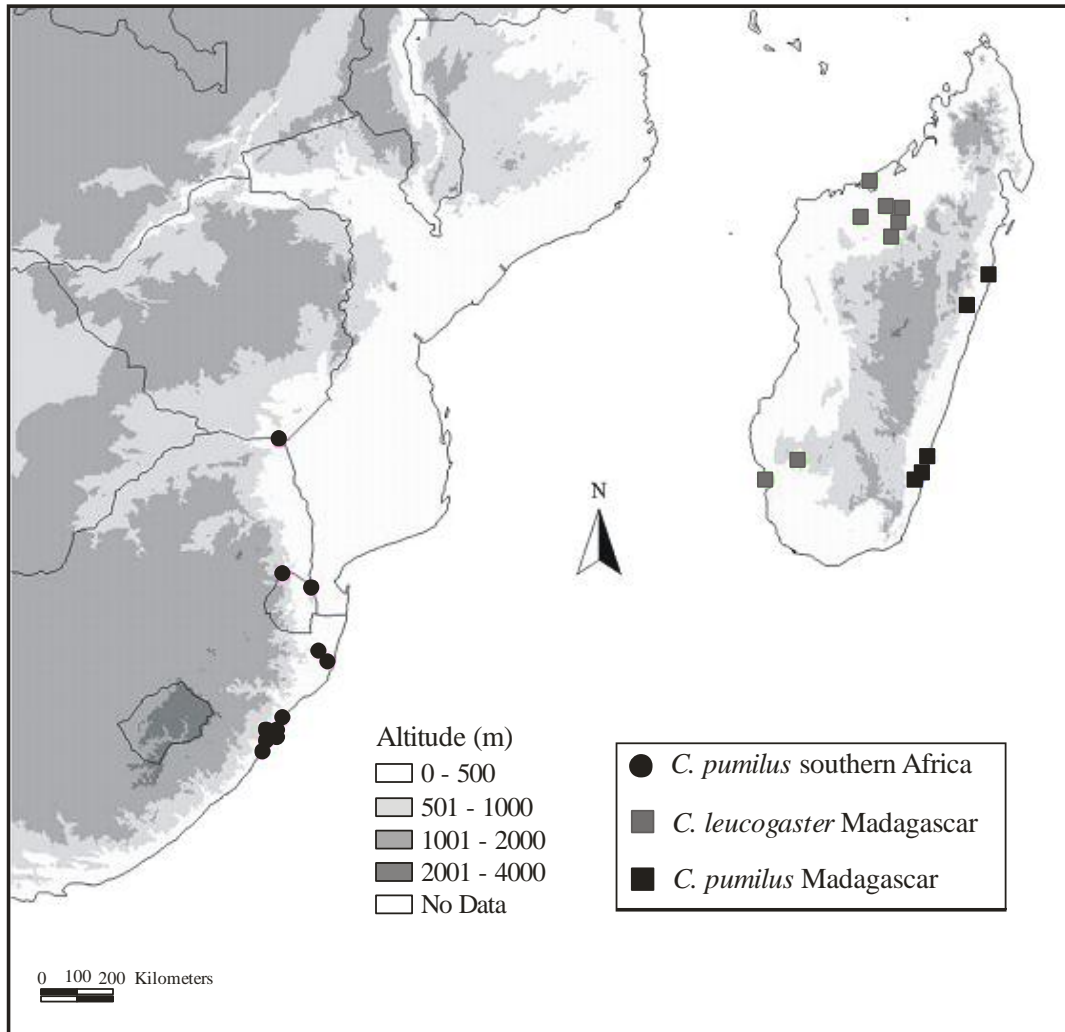 N
Altitude (m)
0 - 500
501 - 1000
1001 - 2000
2001 - 4000
No Data
C. pumilus southern Africa
C. leucogaster Madagascar
C. pumilus Madagascar
0 100 200 Kilometers